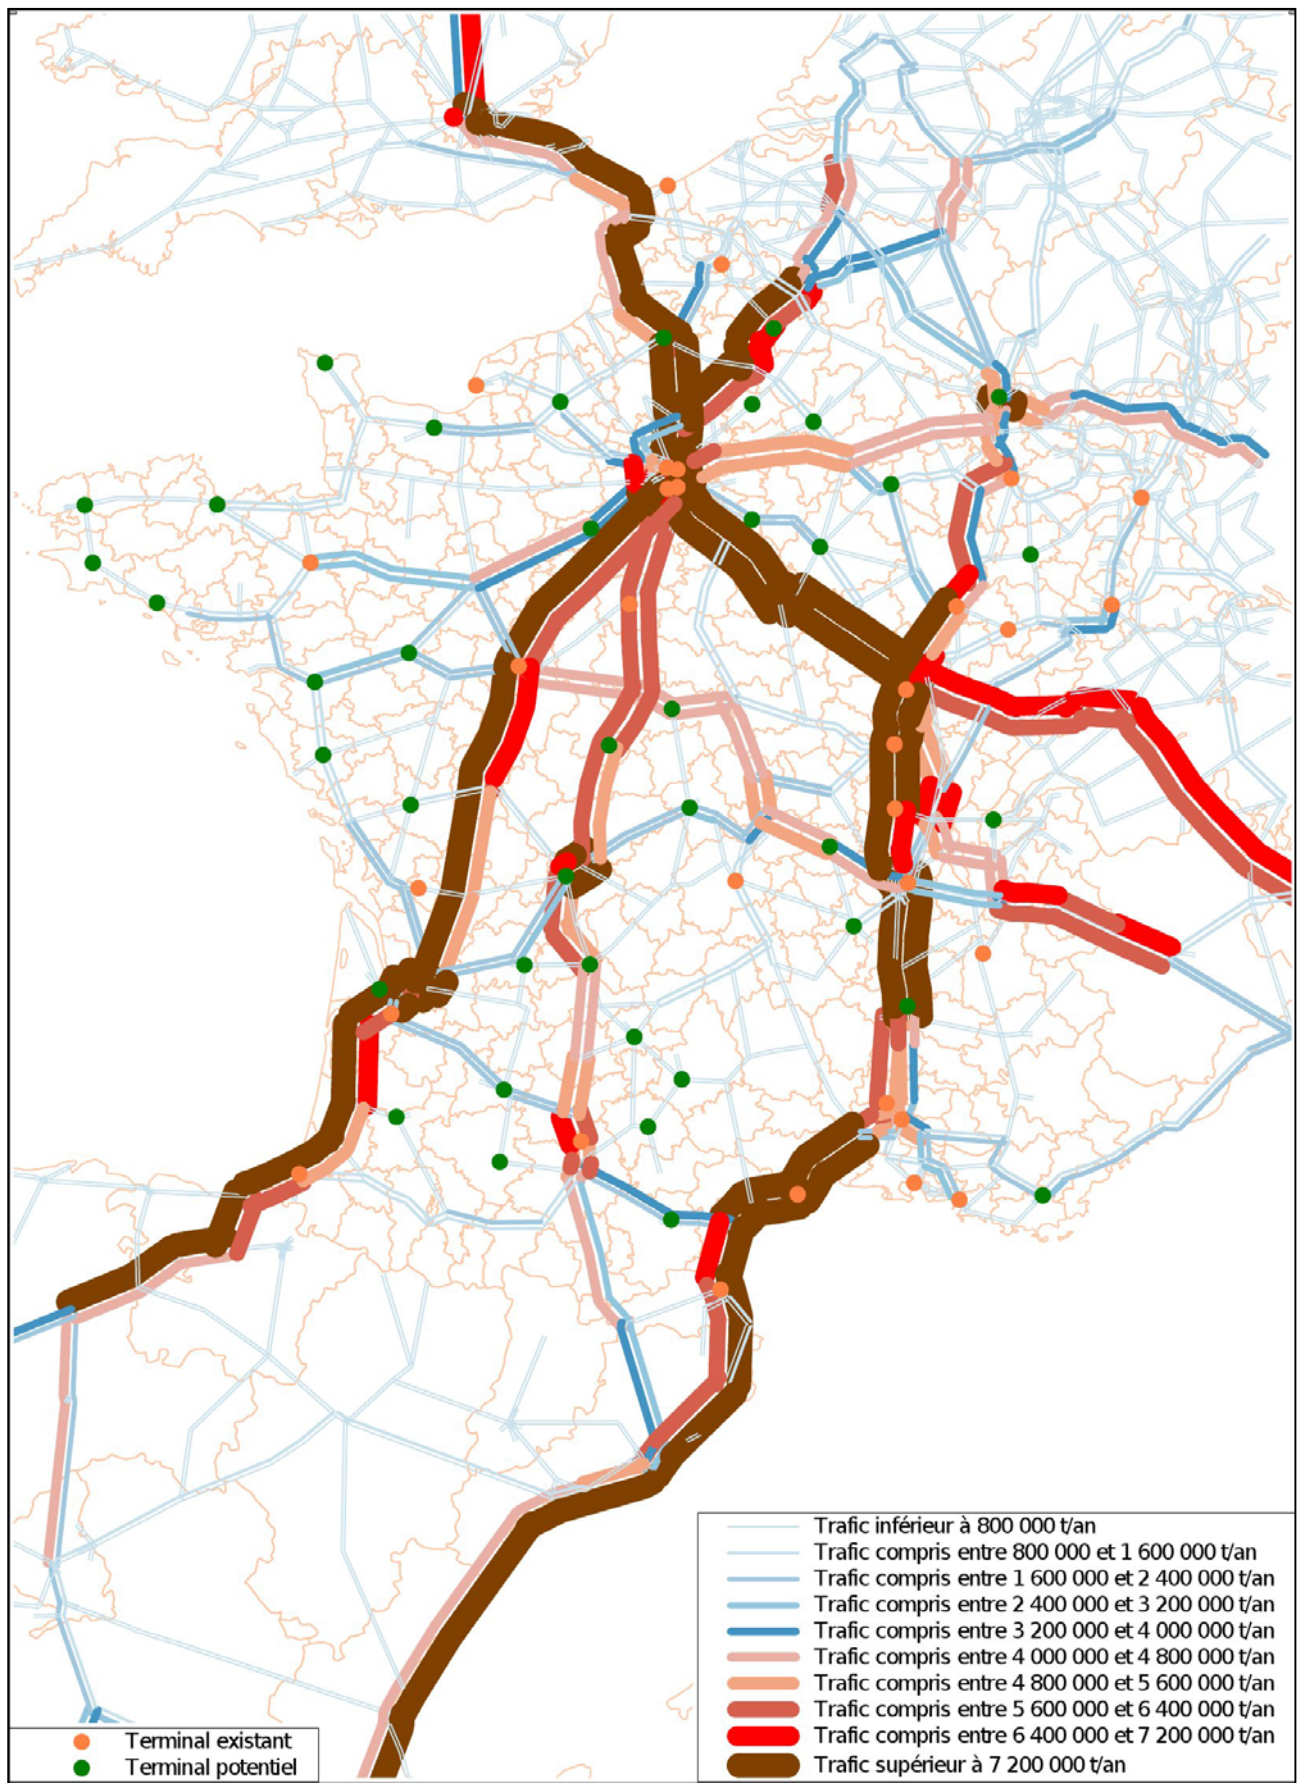 Trafic inférieur à 800 000 t/an
Trafic compris entre 800 000 et 1 600 000 t/an
Trafic compris entre 1 600 000 et 2 400 000 t/an
Trafic compris entre 2 400 000 et 3 200 000 t/an
Trafic compris entre 3 200 000 et 4 000 000 t/an
Trafic compris entre 4 000 000 et 4 800 000 t/an
Trafic compris entre 4 800 000 et 5 600 000 t/an
Trafic compris entre 5 600 000 et 6 400 000 t/an
Trafic compris entre 6 400 000 et 7 200 000 t/an
Trafic supérieur à 7 200 000 t/an
Terminal existant
Terminal potentiel